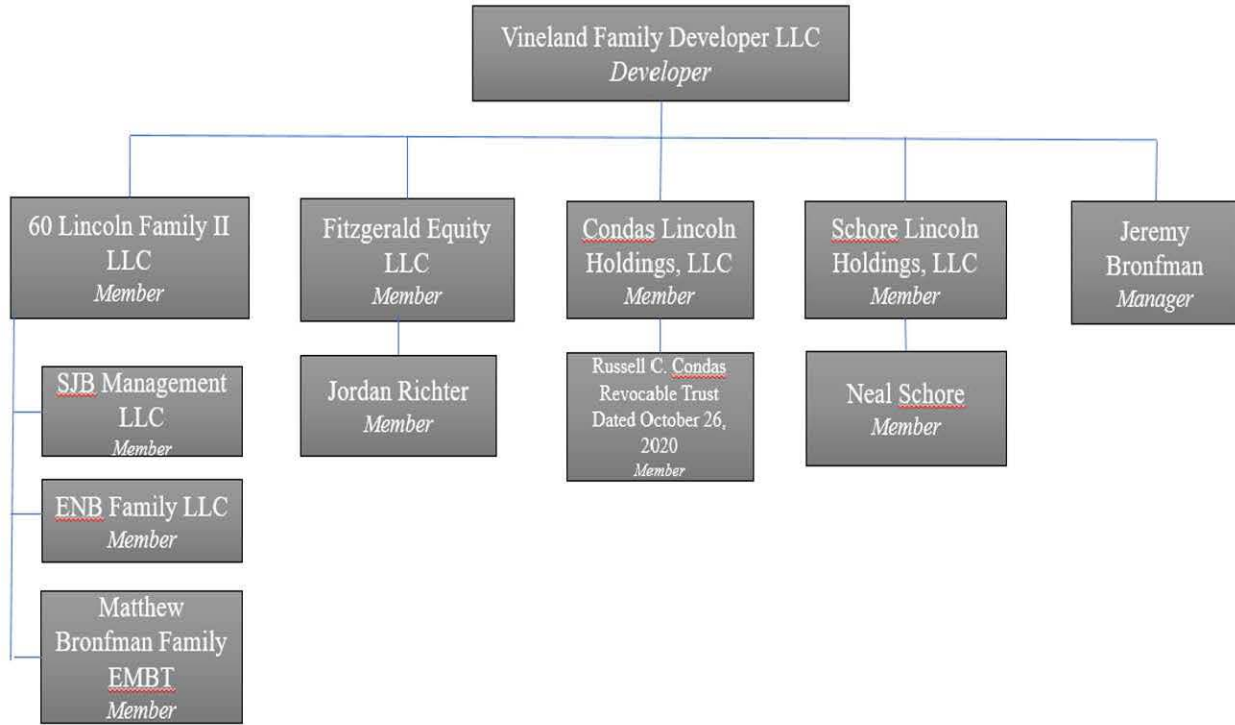 Vineland Family Developer LLC
Developer
60 Lincoln Family II
LLC
Member
Fitzgerald Equity
LLC
Member
Condas Lincoln
Holdings, LLC
Member
Schore Lincoln
Holdings, LLC
Member
Jeremy
Bronfman
Manager
SJB Management
LLC
Member
Jordan Richter
Member
Russell C. Condas
Revocable Trust
Dated October 26,
2020
Member
Neal Schore
Member
ENB Family LLC
Member
Matthew
Bronfman Family
EMBT
Member